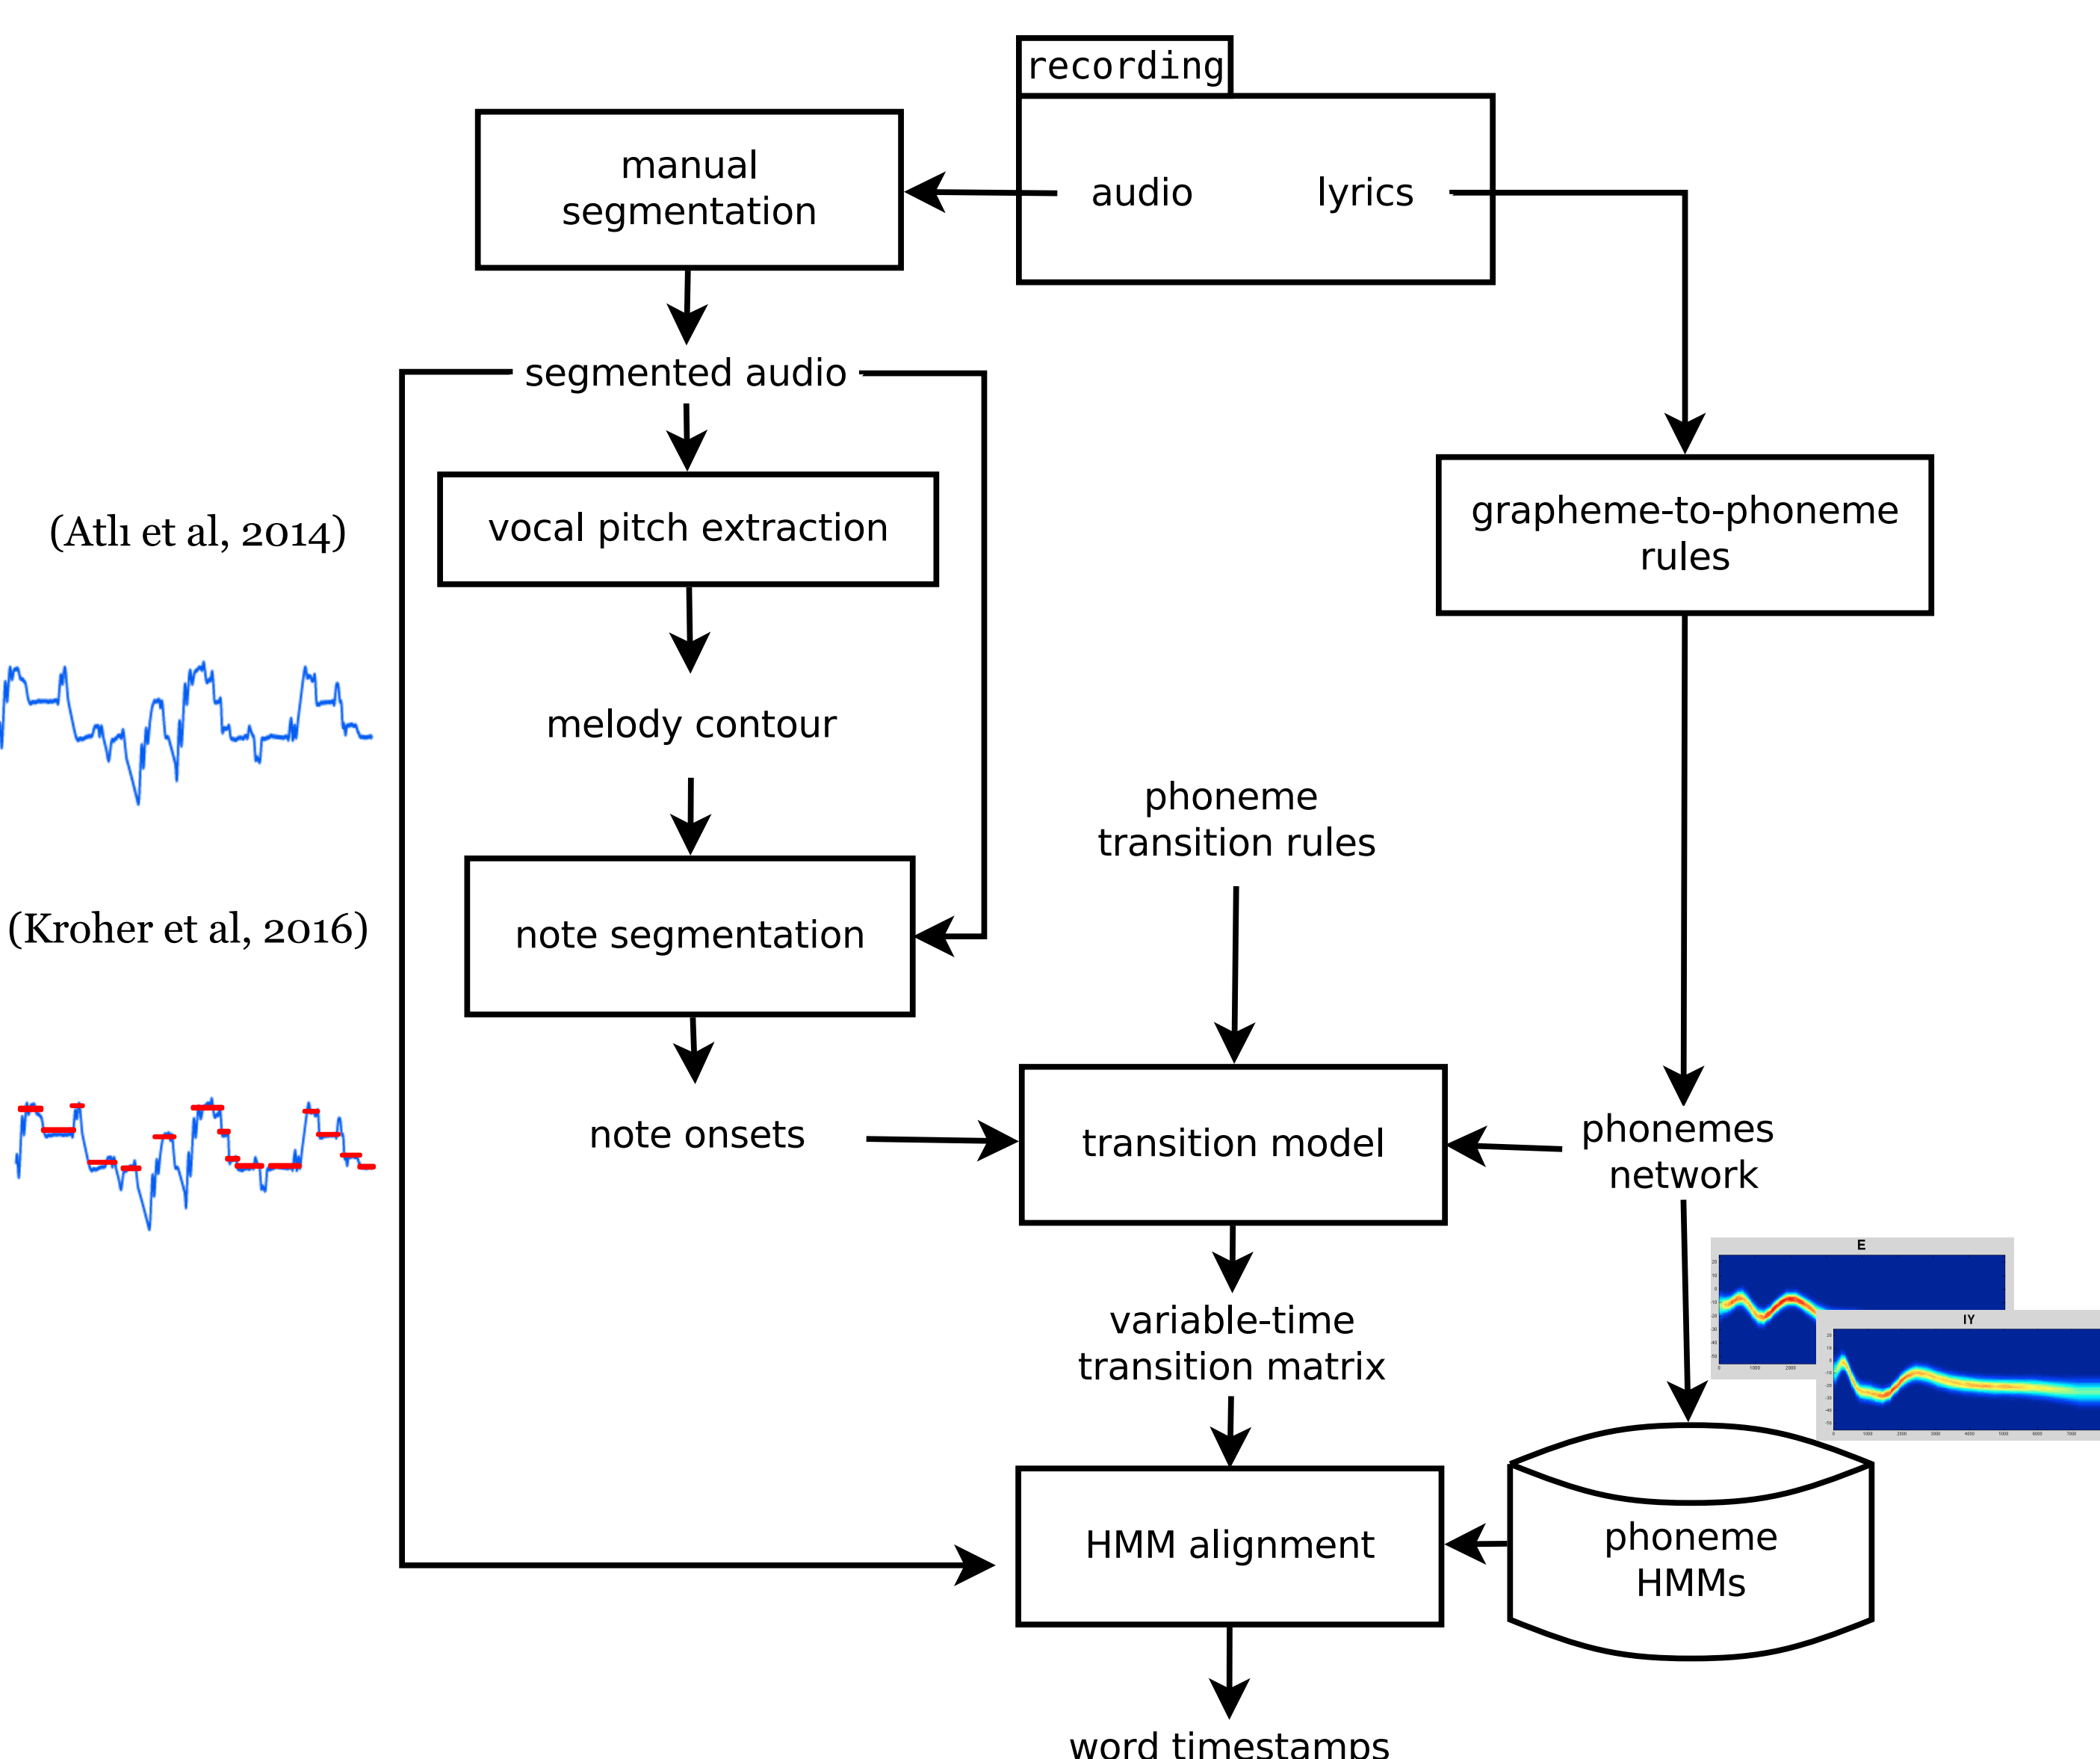 recording
manual
segmentation
audio
lyrics
segmented audio
(Atlı et al, 2014)
vocal pitch extraction
grapheme-to-phoneme
rules
melody contour
phoneme
transition rules
(Kroher et al, 2016)
note segmentation
note onsets
transition model
phonemes
network
E
IY
variable-time
transition matrix
HMM alignment
phoneme
HMMs
word timestamps